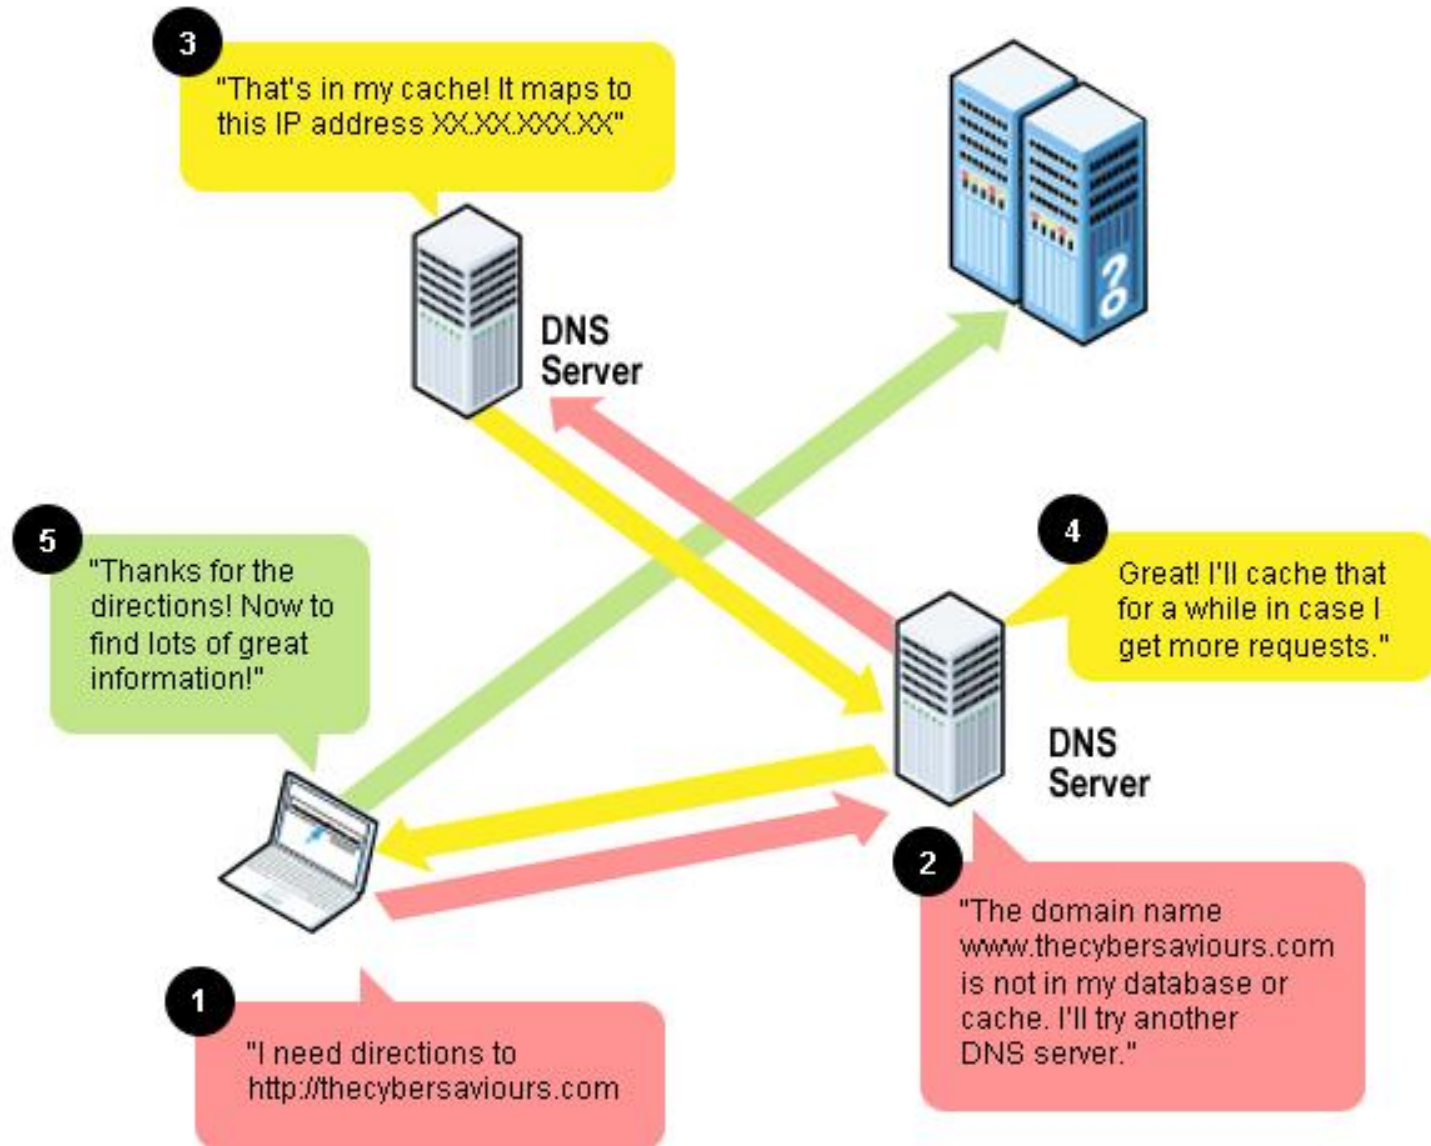 3
"That's in my cache! It maps to
this IP address XX.XX.XXX.XX"
DNS
Server
5
"Thanks for the
directions! Now to
find lots of great
information!"
4
Great! I'll cache that
for a while in case I
get more requests."
DNS
Server
2
"The domain name
www.thecybersaviours.com
is not in my database or
cache. I'll try another
DNS server."
1
"I need directions to
http://thecybersaviours.com
?